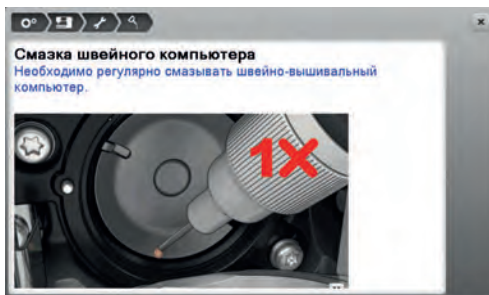 Смазка швейного компьютера
Необходимо регулярно смазывать швейно-вышивальный
компьютер.
1X